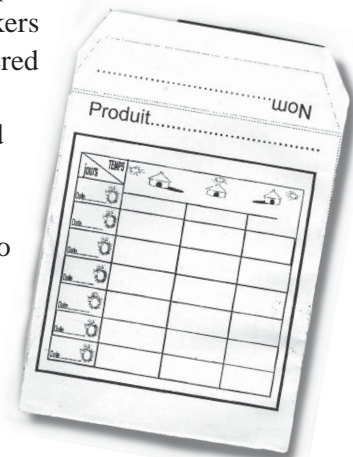 kers
red
d
o
Nom....................
Produit....................
TEMPS
jours
Date
Date
Date
Date
Date
Date
Date